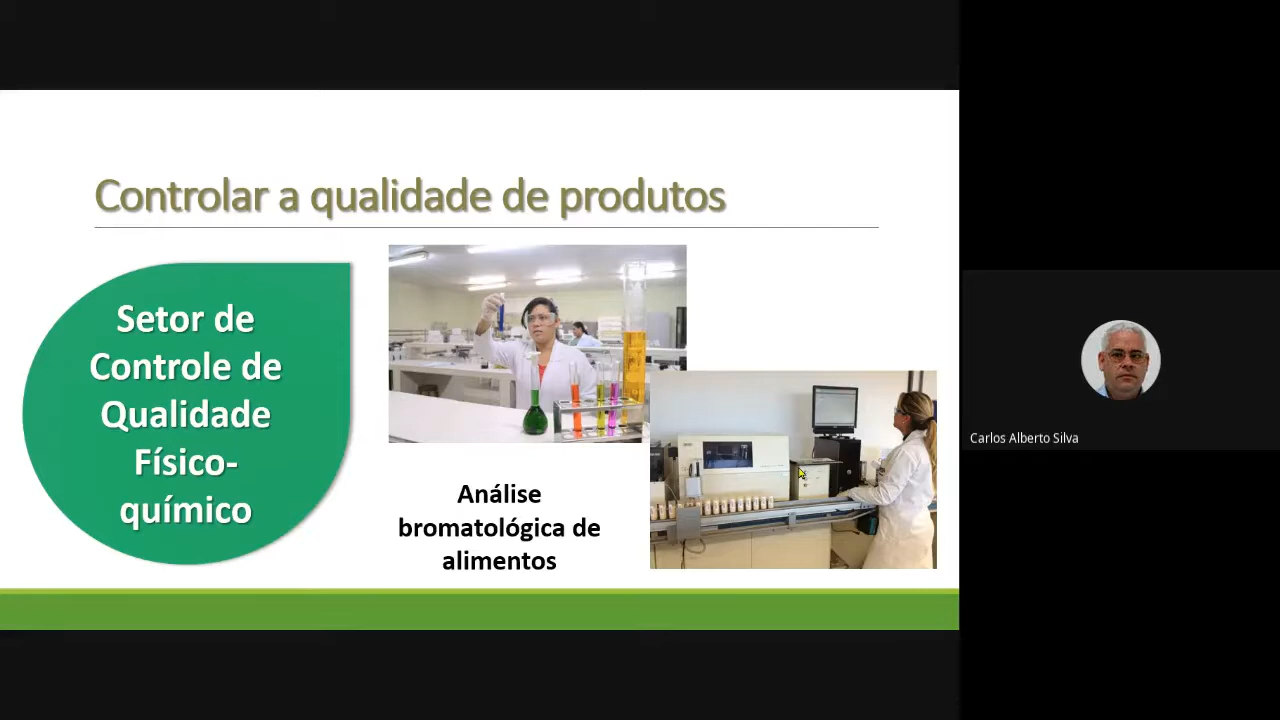 Controlar a qualidade de produtos
Setor de
Controle de
Qualidade
Físico-
químico
Análise
bromatológica de
alimentos
Carlos Alberto Silva